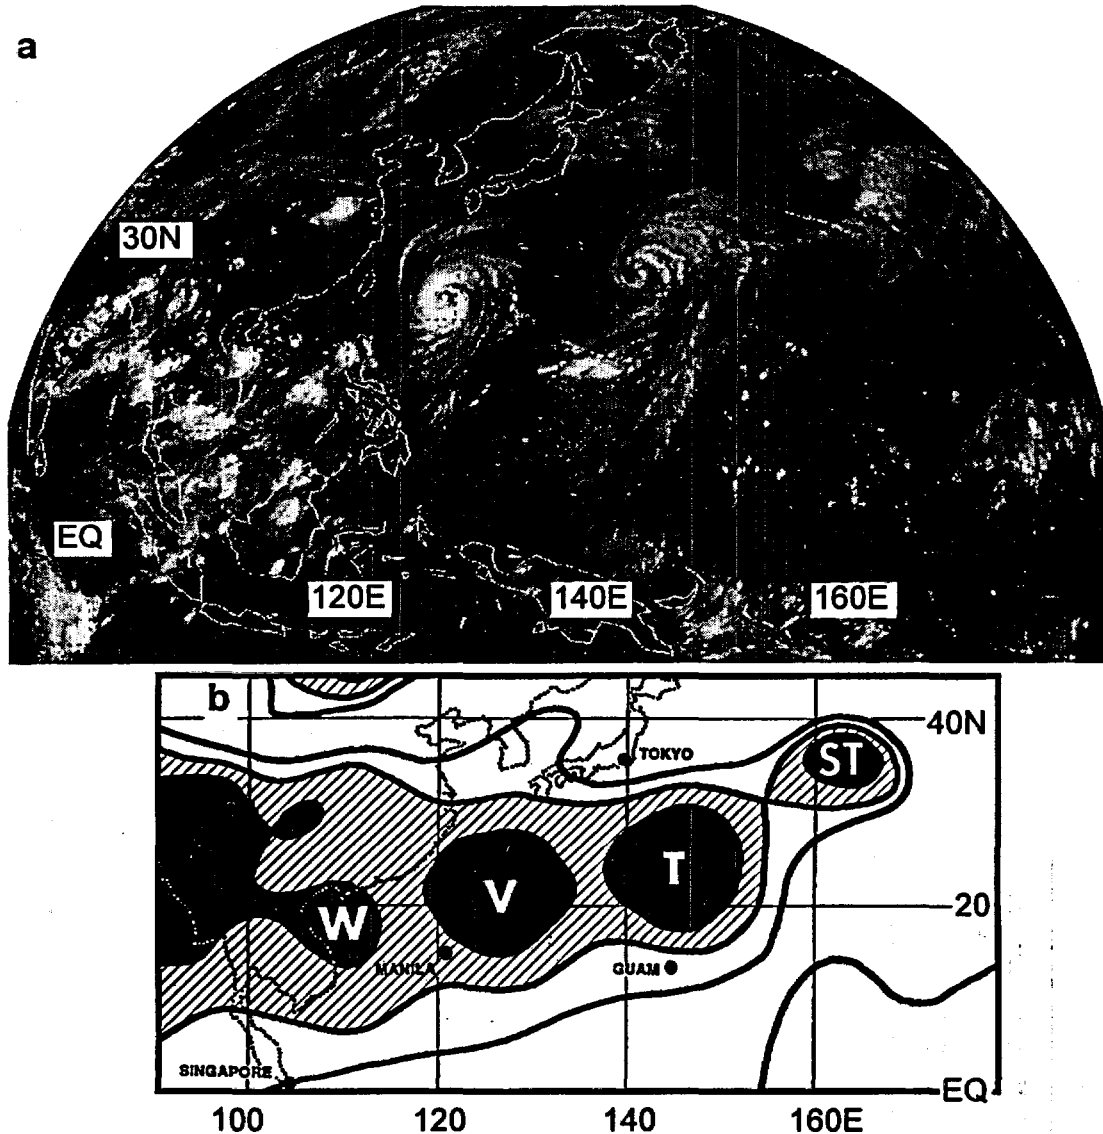 a
30N
EQ
120E 140E 160E
b
40N
TOKYO
ST
W V T
20
MANILA GUAM
SINGAPORE
EQ
100 120 140 160E